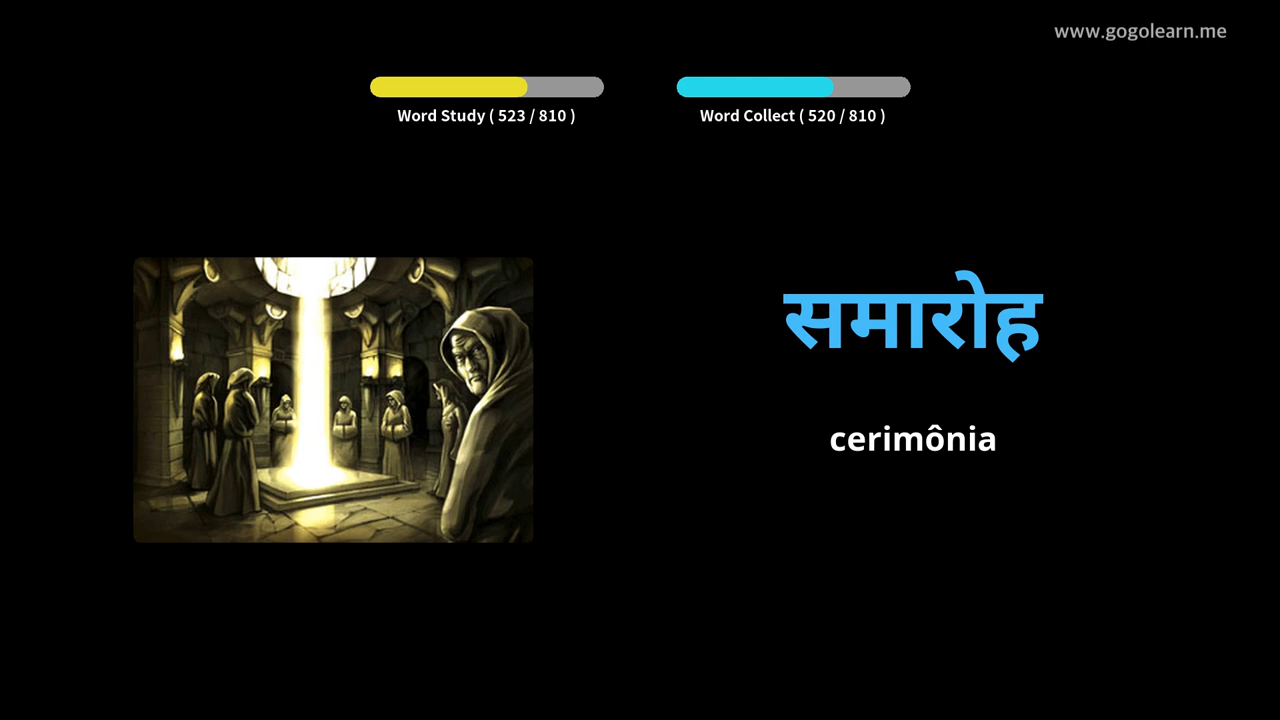 www.gogolearn.me
Word Study ( 523 / 810 )
Word Collect ( 520 / 810 )
समारोह
cerimônia